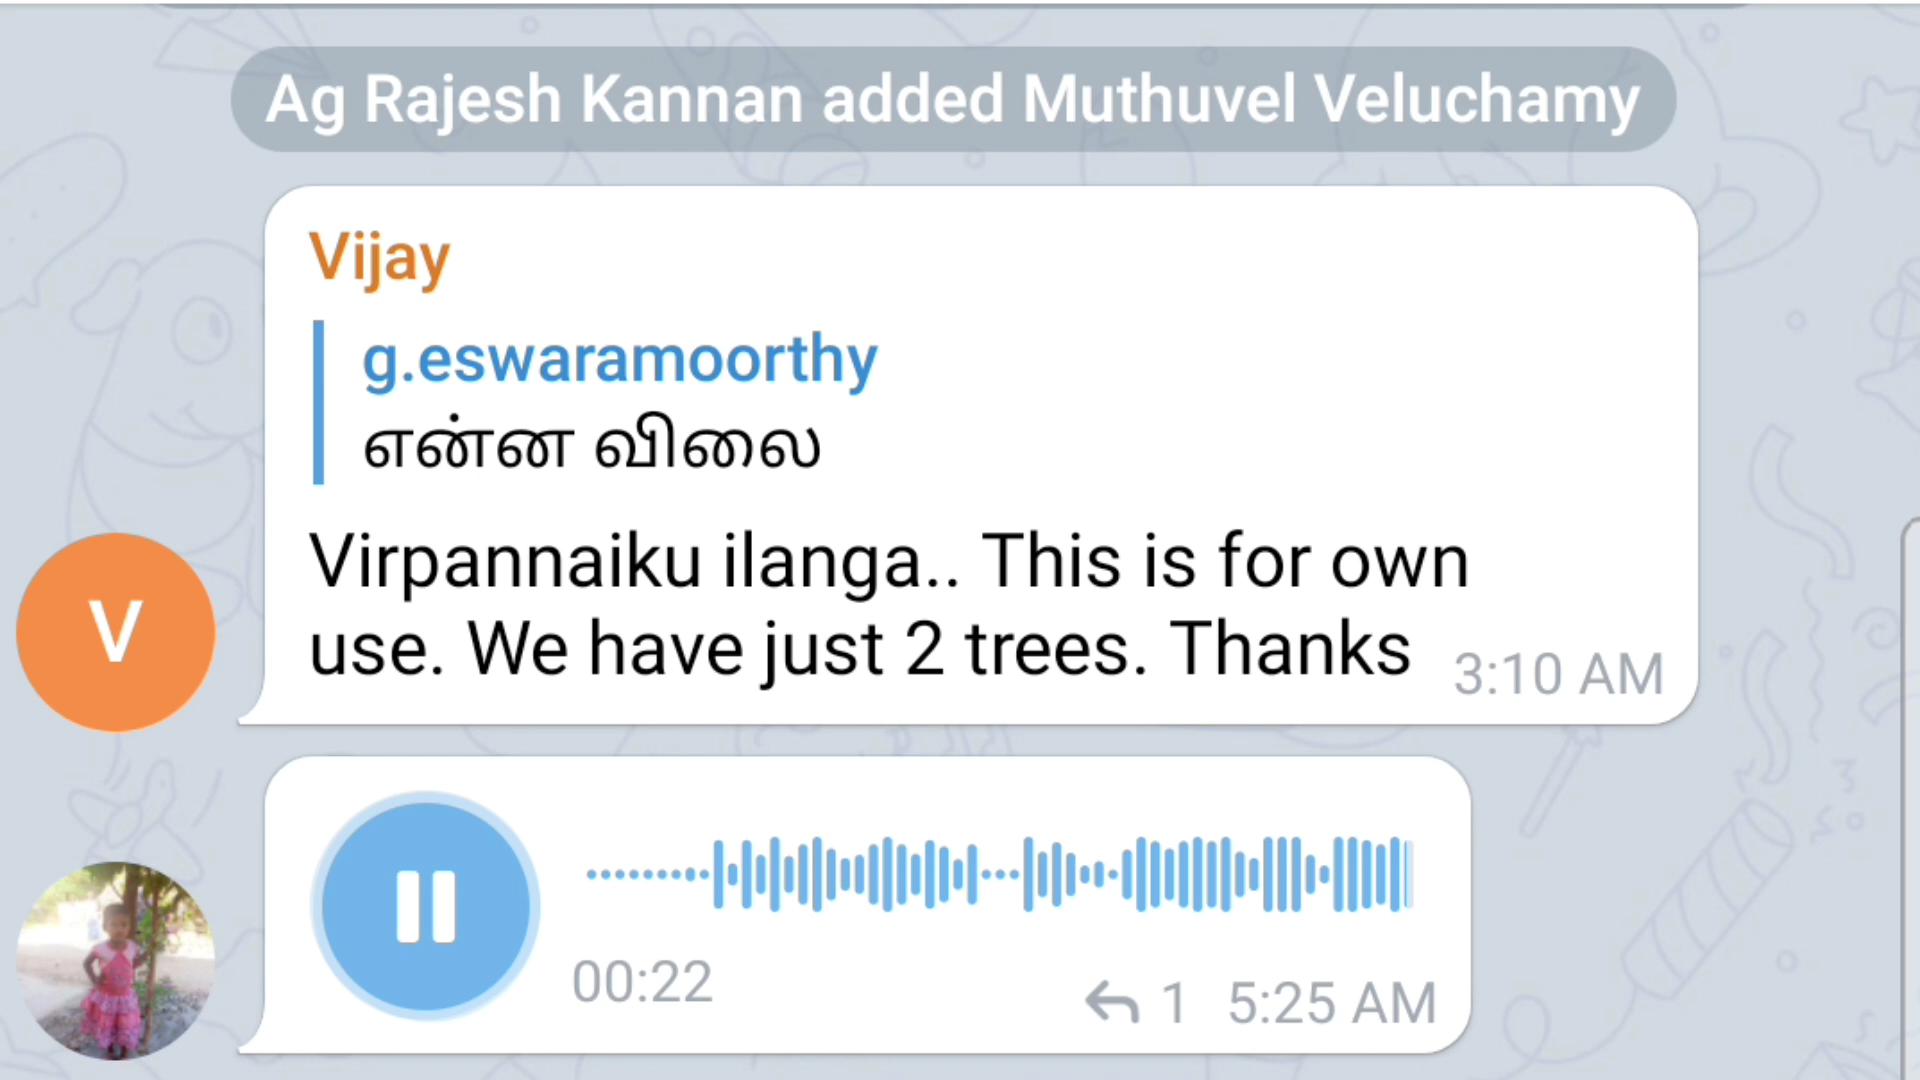 Ag Rajesh Kannan added Muthuvel Veluchamy
Vijay
g.eswaramoorthy
என்ன விலை
Virpannaiku ilanga.. This is for own
use. We have just 2 trees. Thanks
3:10 AM
V
00:22
1 5:25 AM